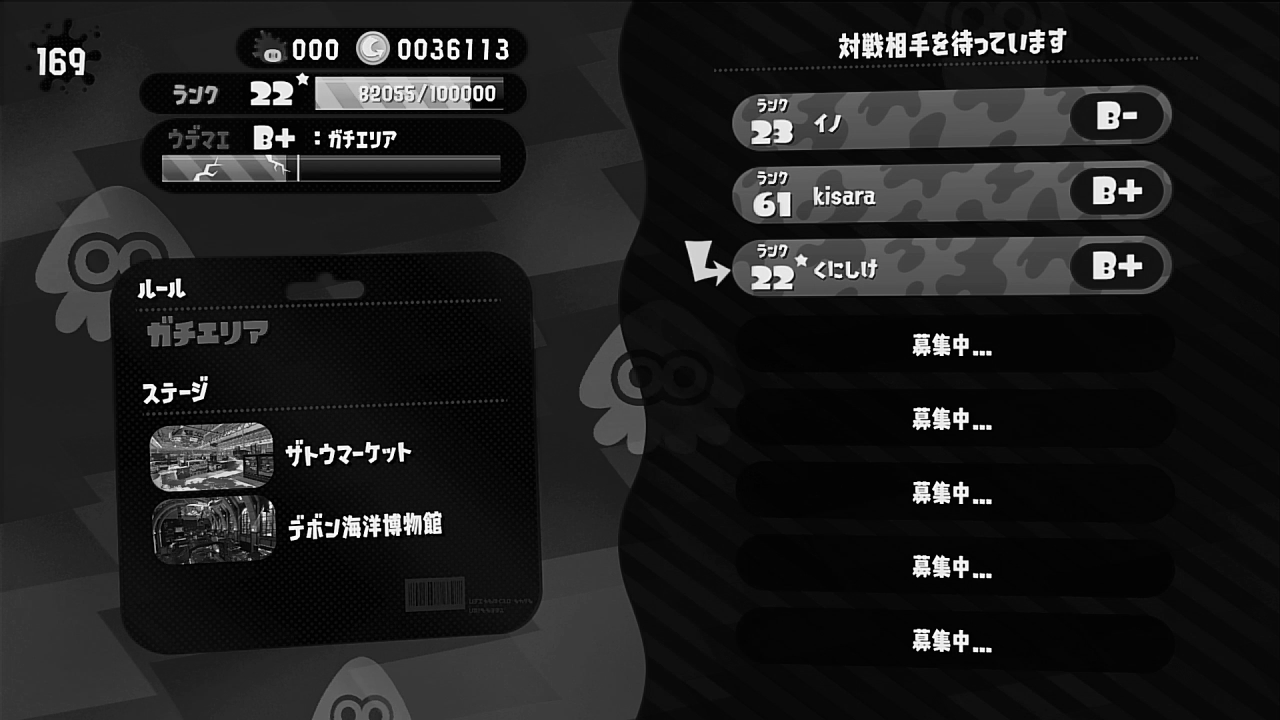 169
000 0036113
ランク 22★ 82055/100000
ウデマエ B+ :ガチエリア
ルール
ガチエリア
ステージ
ザトウマーケット
デボン海洋博物館
対戦相手を待っています
ランク 23 イノ B-
ランク 61 kisara B+
ランク 22★ くにしげ B+
募集中...
募集中...
募集中...
募集中...
募集中...